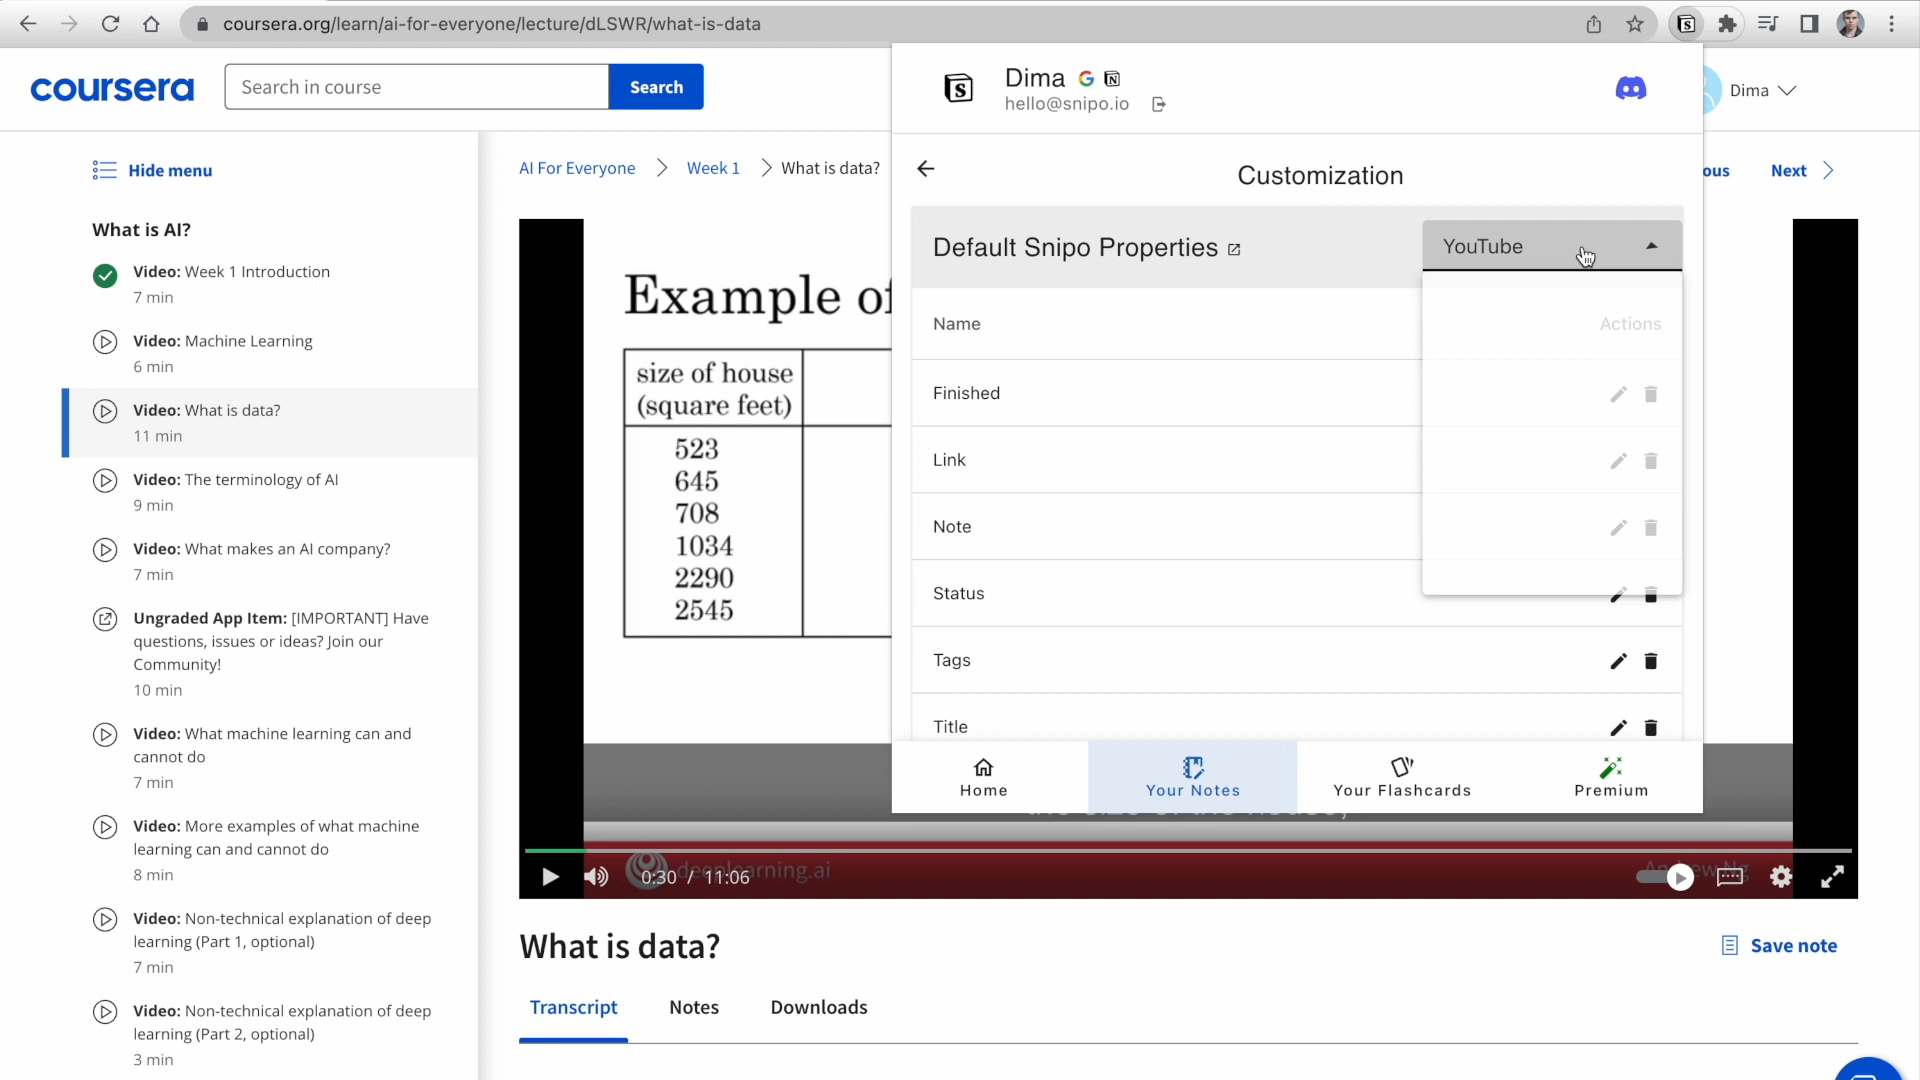 coursera.org/learn/ai-for-everyone/lecture/dLSWR/what-is-data
coursera
Search in course
Search
Dima
hello@snipo.io
Dima
Hide menu
AI For Everyone
Week 1
What is data?
ous
Next
Customization
What is AI?
Video: Week 1 Introduction
7 min
Video: Machine Learning
6 min
Video: What is data?
11 min
Video: The terminology of AI
9 min
Video: What makes an AI company?
7 min
Ungraded App Item: [IMPORTANT] Have
questions, issues or ideas? Join our
Community!
10 min
Video: What machine learning can and
cannot do
7 min
Video: More examples of what machine
learning can and cannot do
8 min
Video: Non-technical explanation of deep
learning (Part 1, optional)
7 min
Video: Non-technical explanation of deep
learning (Part 2, optional)
3 min
Example of
size of house
(square feet)
523
645
708
1034
2290
2545
Default Snipo Properties
YouTube
Name
Actions
Finished
Link
Note
Status
Tags
Title
Home
Your Notes
Your Flashcards
Premium
the size of the house,
deeplearning.ai
Andrew Ng
0:30 / 11:06
What is data?
Save note
Transcript
Notes
Downloads